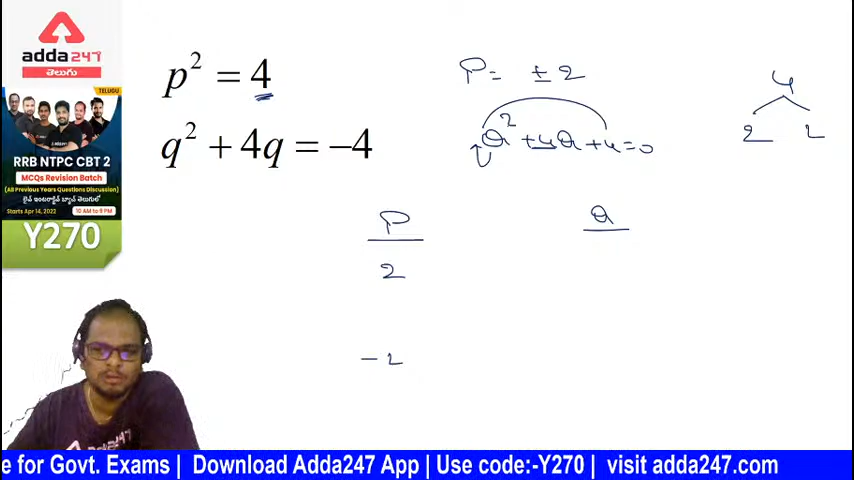 adda247
తెలుగు
TELUGU
RRB NTPC CBT 2
MCQs Revision Batch
(All Previous Years Questions Discussion)
లైవ్ ఇంటరాక్టివ్ బ్యాచ్ తెలుగులో
Starts Apr 14, 2022 10 AM to 9 PM
Y270
p² = 4
q² + 4q = -4
P = ± 2
Q² + 4Q + 4 = 0
4
2 2
P Q
2
-2
adda247
e for Govt. Exams | Download Adda247 App | Use code:-Y270 | visit adda247.com